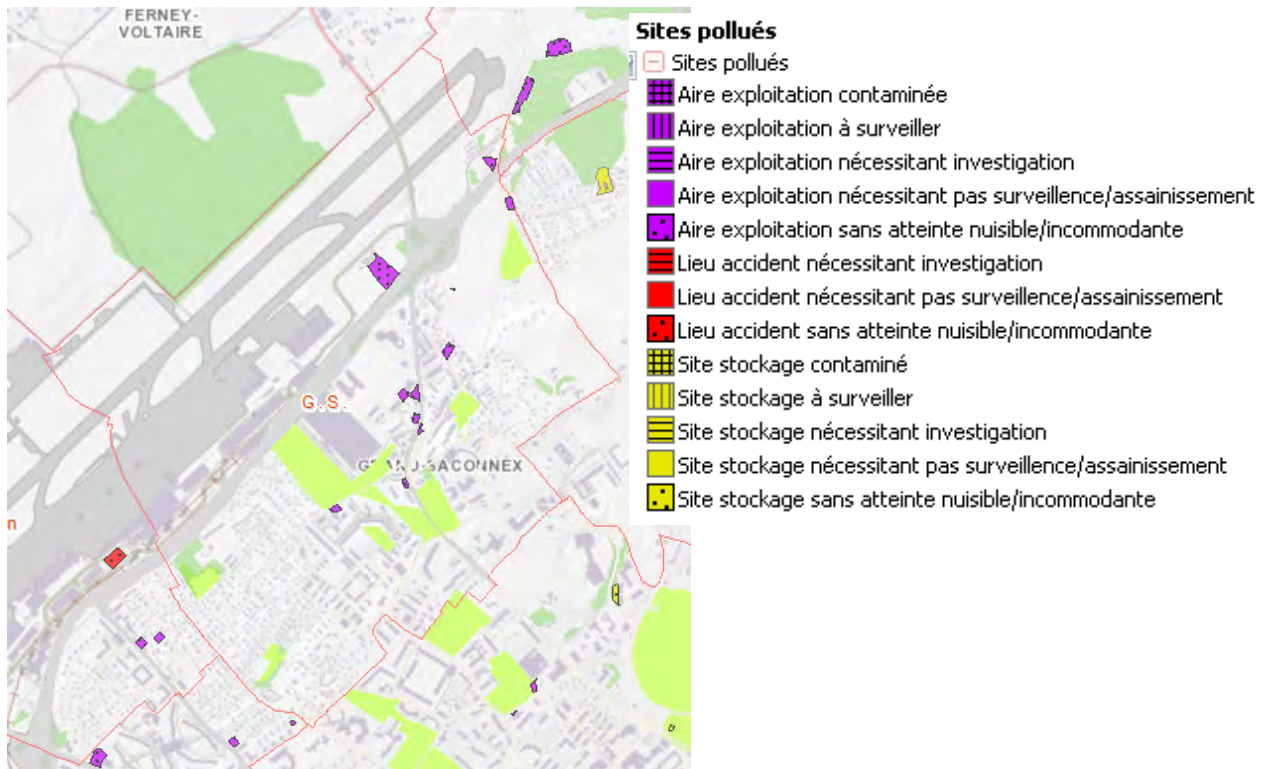 FERNEY-
VOLTAIRE
G.S.
GRAND-SACONNEX
n
Sites pollués
Sites pollués
Aire exploitation contaminée
Aire exploitation à surveiller
Aire exploitation nécessitant investigation
Aire exploitation nécessitant pas surveillence/assainissement
Aire exploitation sans atteinte nuisible/incommodante
Lieu accident nécessitant investigation
Lieu accident nécessitant pas surveillence/assainissement
Lieu accident sans atteinte nuisible/incommodante
Site stockage contaminé
Site stockage à surveiller
Site stockage nécessitant investigation
Site stockage nécessitant pas surveillence/assainissement
Site stockage sans atteinte nuisible/incommodante